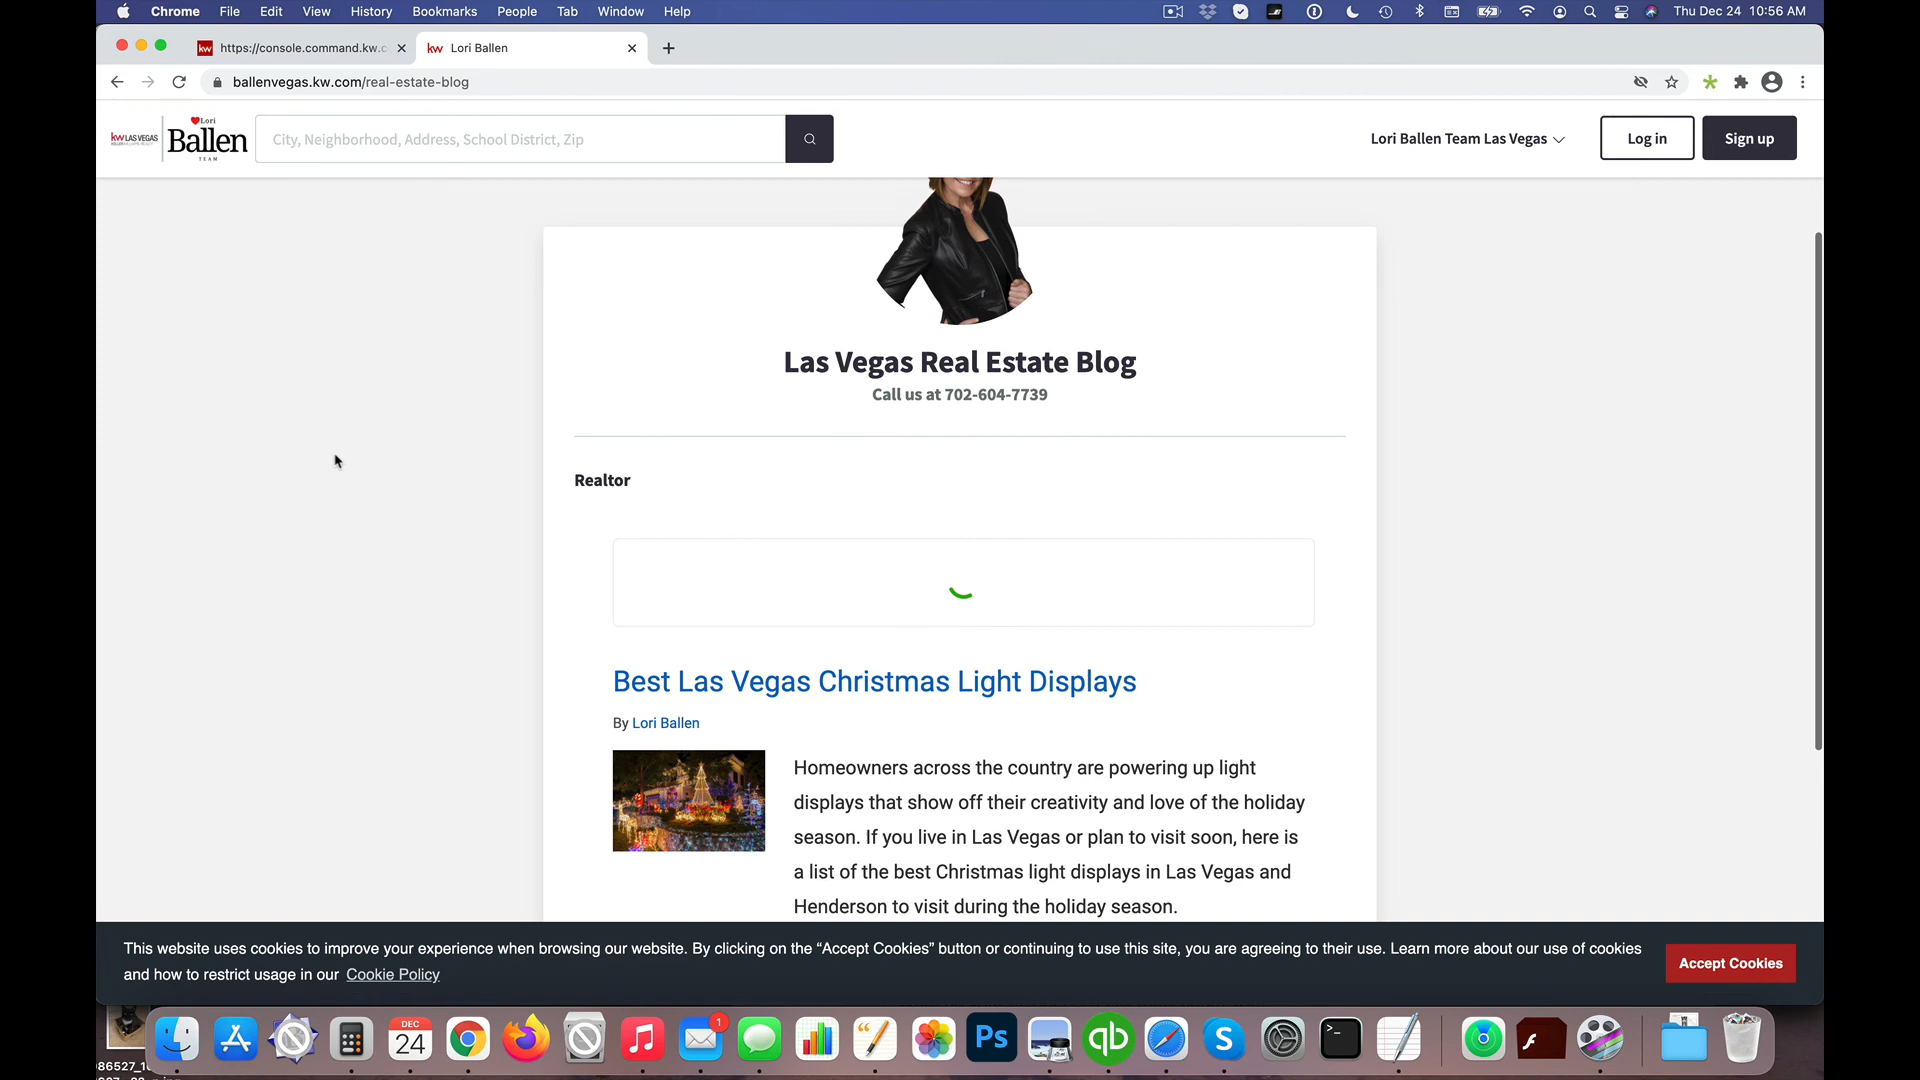 Chrome File Edit View History Bookmarks People Tab Window Help Thu Dec 24 10:56 AM
https://console.command.kw.c
kw Lori Ballen
ballenvegas.kw.com/real-estate-blog
kw LAS VEGAS
Lori
Ballen
TEAM
City, Neighborhood, Address, School District, Zip
Lori Ballen Team Las Vegas
Log in
Sign up
Las Vegas Real Estate Blog
Call us at 702-604-7739
Realtor
Best Las Vegas Christmas Light Displays
By Lori Ballen
Homeowners across the country are powering up light
displays that show off their creativity and love of the holiday
season. If you live in Las Vegas or plan to visit soon, here is
a list of the best Christmas light displays in Las Vegas and
Henderson to visit during the holiday season.
This website uses cookies to improve your experience when browsing our website. By clicking on the “Accept Cookies” button or continuing to use this site, you are agreeing to their use. Learn more about our use of cookies
and how to restrict usage in our Cookie Policy
Accept Cookies
DEC
24
1
Ps
qb